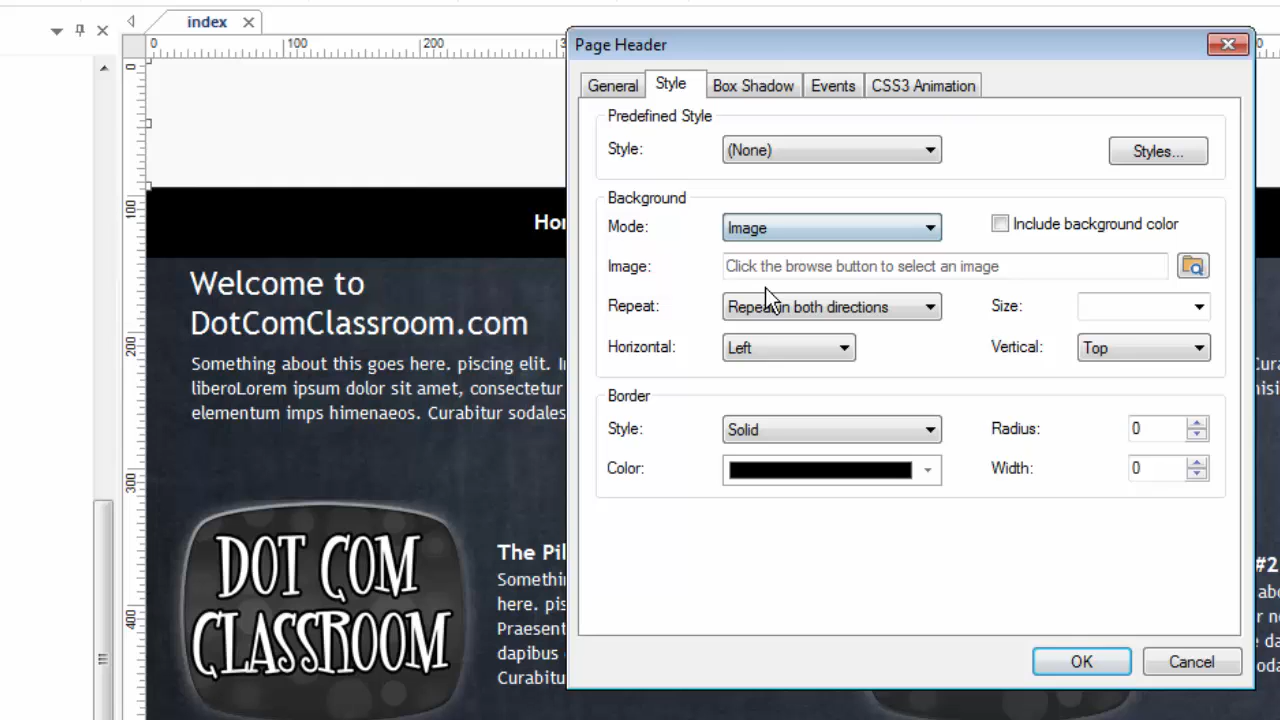 index
0
100
200
3
0
Page Header
General
Style
Box Shadow
Events
CSS3 Animation
Predefined Style
Style:
(None)
Styles...
Background
Mode:
Image
Include background color
Image:
Click the browse button to select an image
Repeat:
Repeat in both directions
Size:
Horizontal:
Left
Vertical:
Top
Border
Style:
Solid
Radius:
0
Color:
Width:
0
OK
Cancel
0
100
200
300
400
Hor
Welcome to
DotComClassroom.com
Something about this goes here. piscing elit. I
liberoLorem ipsum dolor sit amet, consectetur
elementum imps himenaeos. Curabitur sodales
DOT COM
CLASSROOM
The Pil
Somethi
here. pis
Praesent
dapibus
Curabitu
#2